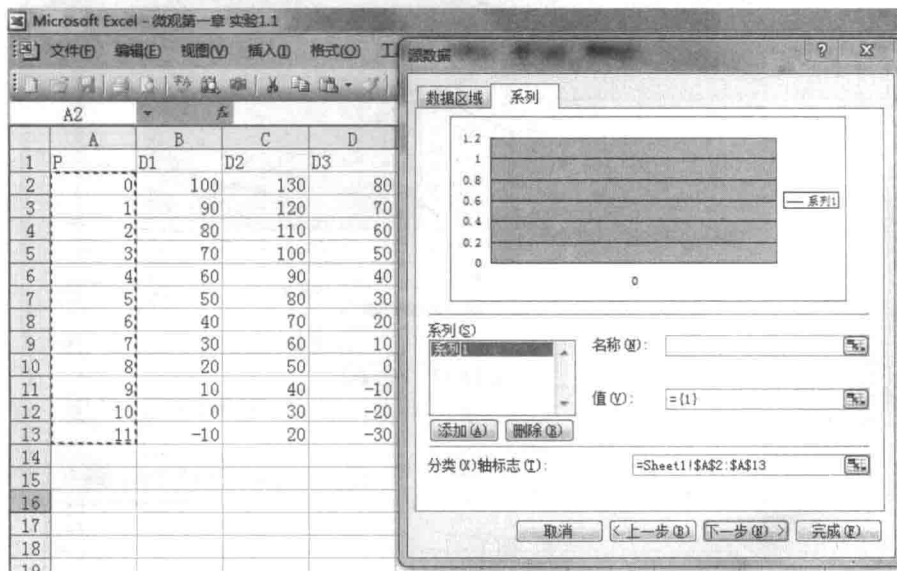 Microsoft Excel - 微观第一章 实验1.1
文件(F) 编辑(E) 视图(V) 插入(I) 格式(O) 工
A2 fx
A B C D
1 P D1 D2 D3
2 0 100 130 80
3 1 90 120 70
4 2 80 110 60
5 3 70 100 50
6 4 60 90 40
7 5 50 80 30
8 6 40 70 20
9 7 30 60 10
10 8 20 50 0
11 9 10 40 -10
12 10 0 30 -20
13 11 -10 20 -30
14
15
16
17
18
19
源数据
数据区域 系列
1.2
1
0.8
0.6
0.4
0.2
0
0
系列1
系列(S)
系列1
名称(N):
值(V): ={1}
添加(A) 删除(R)
分类(X)轴标志(T): =Sheet1!$A$2:$A$13
取消 <上一步(B) 下一步(N)> 完成(F)